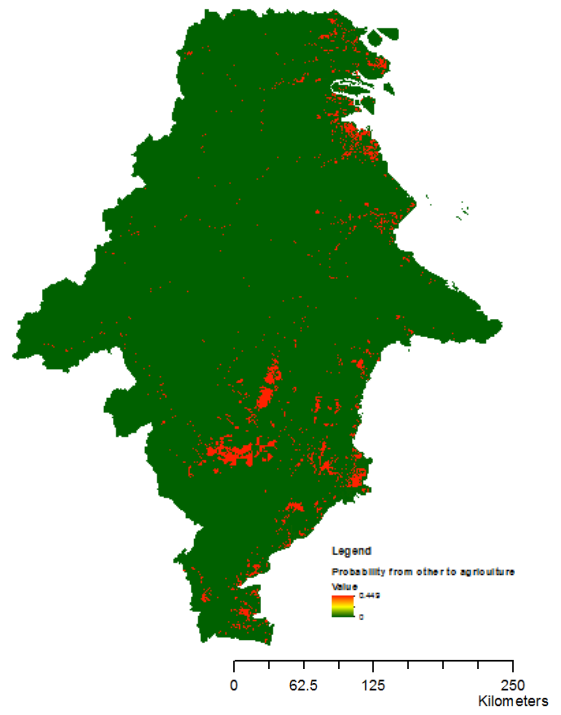 Legend
Probability from other to agriculture
Value
0.449
0
0 62.5 125 250
Kilometers